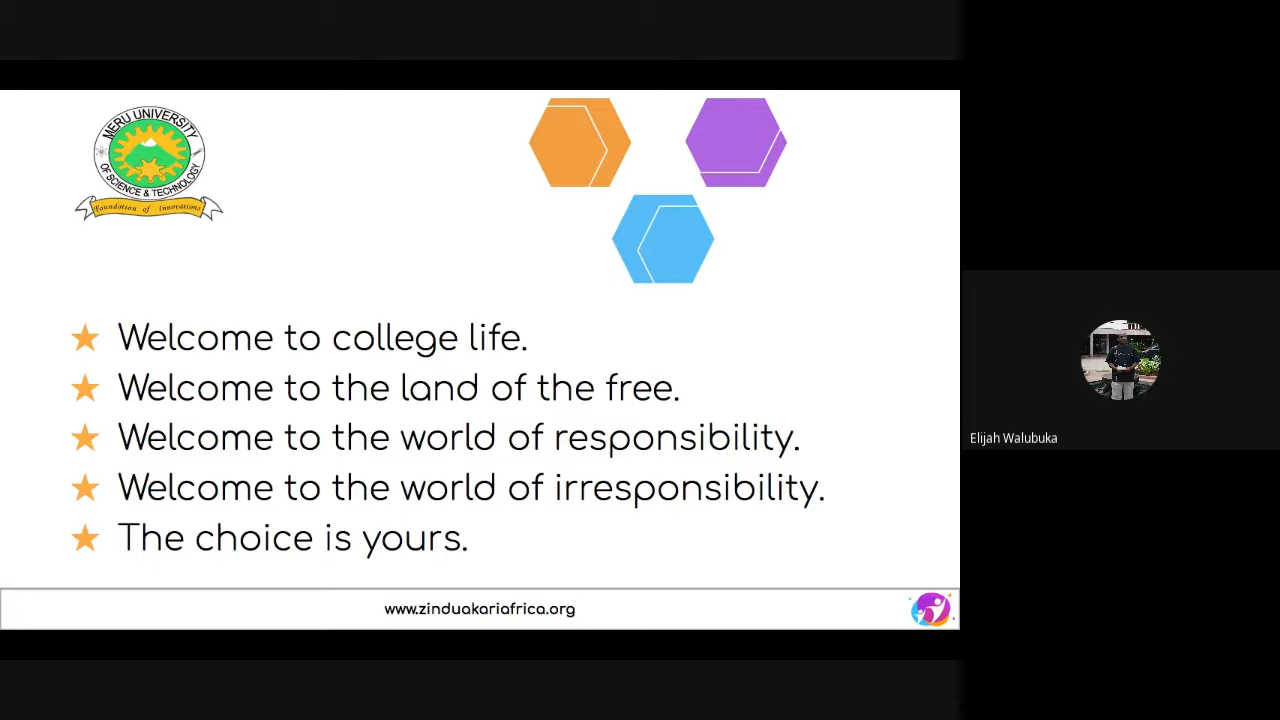 MERU UNIVERSITY
OF SCIENCE & TECHNOLOGY
Foundation of Innovations
Welcome to college life.
Welcome to the land of the free.
Welcome to the world of responsibility.
Welcome to the world of irresponsibility.
The choice is yours.
www.zinduakariafrica.org
Elijah Walubuka